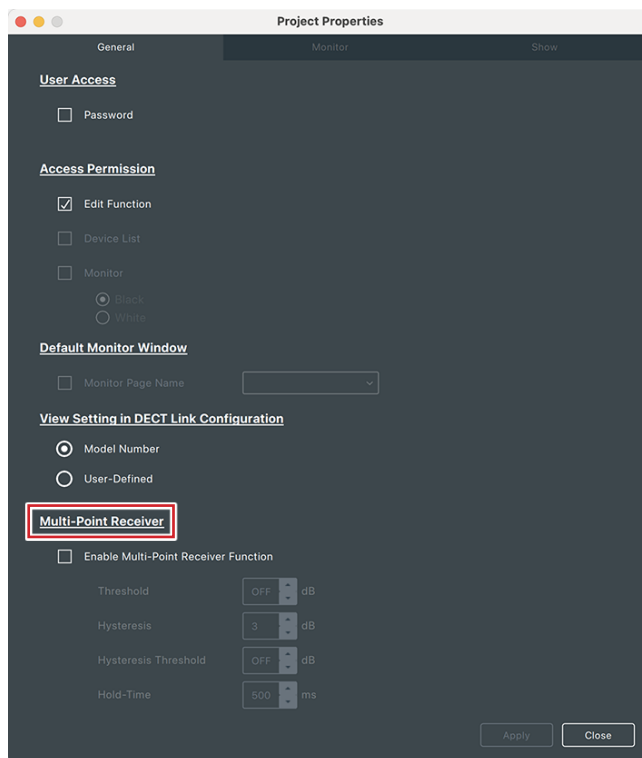 Project Properties
General Monitor Show
User Access
Password
Access Permission
Edit Function
Device List
Monitor
Black
White
Default Monitor Window
Monitor Page Name
View Setting in DECT Link Configuration
Model Number
User-Defined
Multi-Point Receiver
Enable Multi-Point Receiver Function
Threshold OFF dB
Hysteresis 3 dB
Hysteresis Threshold OFF dB
Hold-Time 500 ms
Apply Close